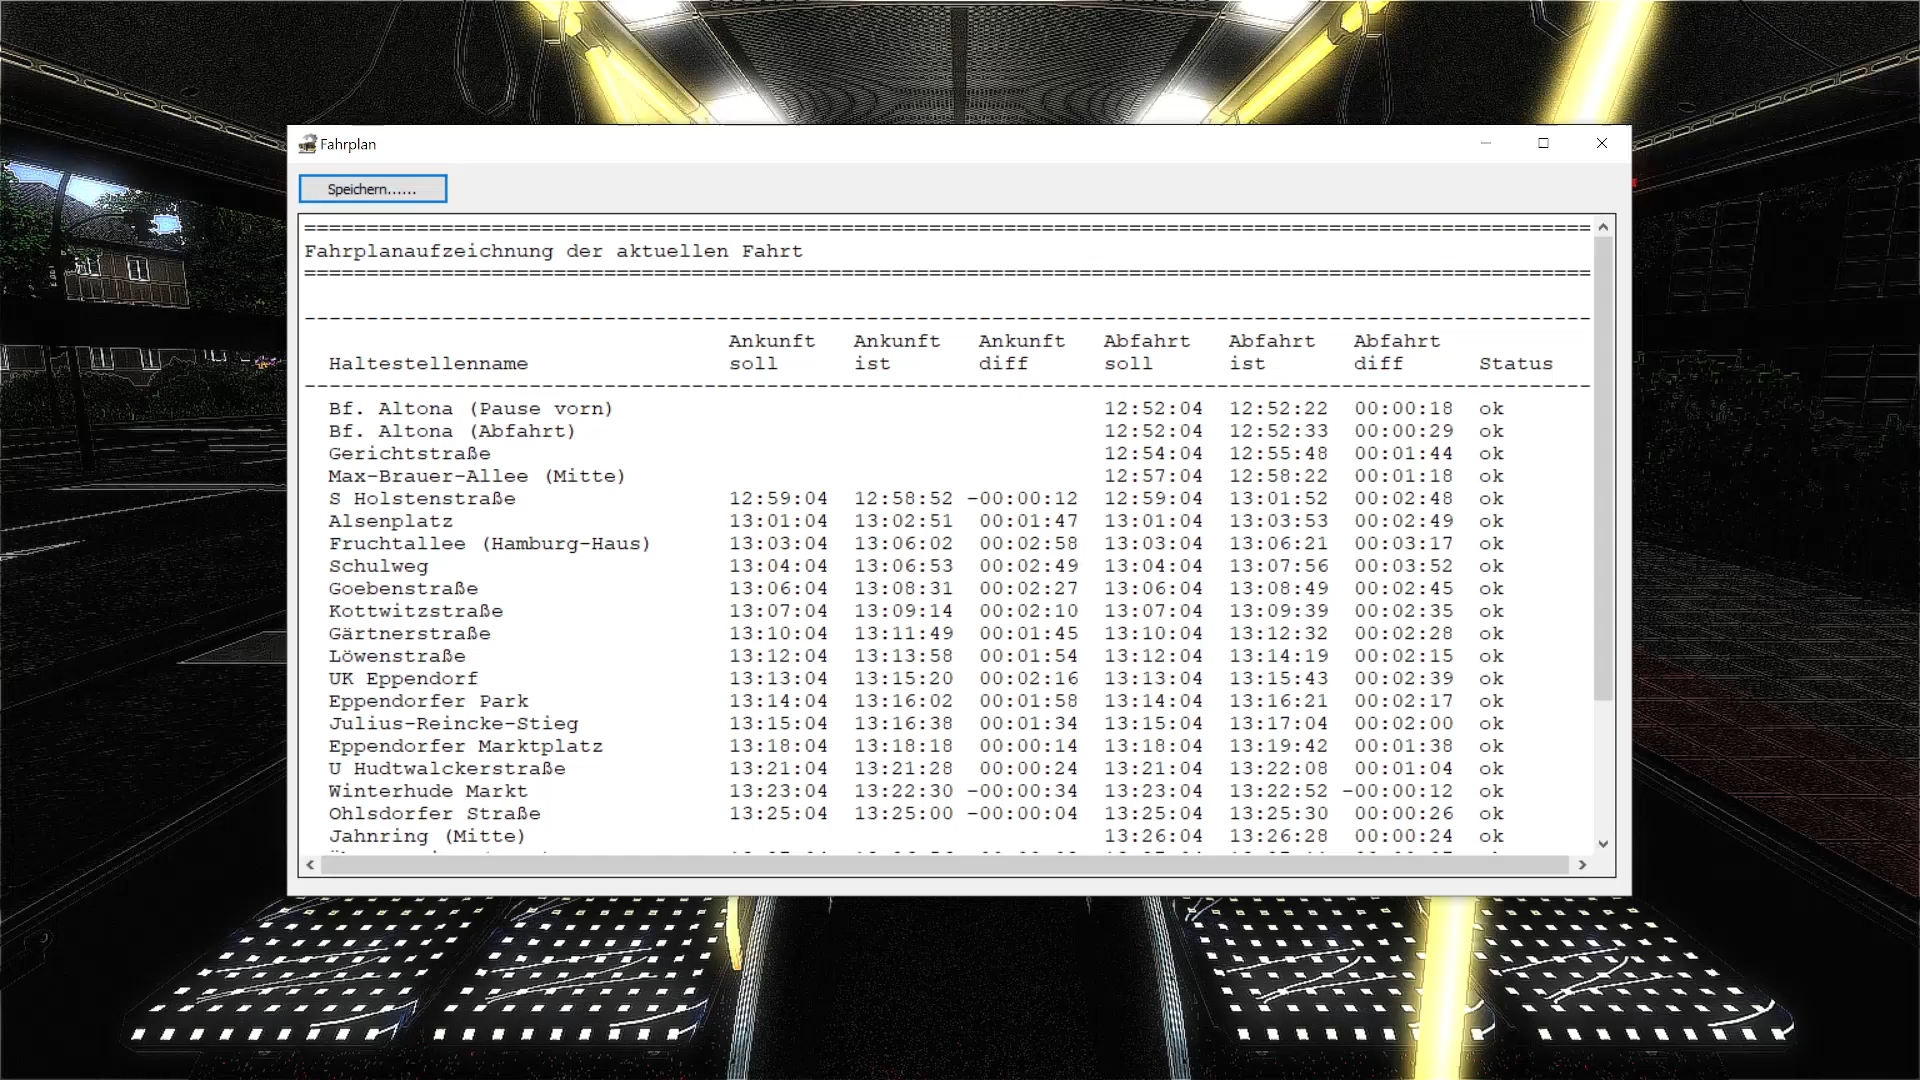 Fahrplan
Speichern......
================================================================================
Fahrplanaufzeichnung der aktuellen Fahrt
================================================================================
--------------------------------------------------------------------------------
Ankunft Ankunft Ankunft Abfahrt Abfahrt Abfahrt
Haltestellenname soll ist diff soll ist diff Status
--------------------------------------------------------------------------------
Bf. Altona (Pause vorn) 12:52:04 12:52:22 00:00:18 ok
Bf. Altona (Abfahrt) 12:52:04 12:52:33 00:00:29 ok
Gerichtstraße 12:54:04 12:55:48 00:01:44 ok
Max-Brauer-Allee (Mitte) 12:57:04 12:58:22 00:01:18 ok
S Holstenstraße 12:59:04 12:58:52 -00:00:12 12:59:04 13:01:52 00:02:48 ok
Alsenplatz 13:01:04 13:02:51 00:01:47 13:01:04 13:03:53 00:02:49 ok
Fruchtallee (Hamburg-Haus) 13:03:04 13:06:02 00:02:58 13:03:04 13:06:21 00:03:17 ok
Schulweg 13:04:04 13:06:53 00:02:49 13:04:04 13:07:56 00:03:52 ok
Goebenstraße 13:06:04 13:08:31 00:02:27 13:06:04 13:08:49 00:02:45 ok
Kottwitzstraße 13:07:04 13:09:14 00:02:10 13:07:04 13:09:39 00:02:35 ok
Gärtnerstraße 13:10:04 13:11:49 00:01:45 13:10:04 13:12:32 00:02:28 ok
Löwenstraße 13:12:04 13:13:58 00:01:54 13:12:04 13:14:19 00:02:15 ok
UK Eppendorf 13:13:04 13:15:20 00:02:16 13:13:04 13:15:43 00:02:39 ok
Eppendorfer Park 13:14:04 13:16:02 00:01:58 13:14:04 13:16:21 00:02:17 ok
Julius-Reincke-Stieg 13:15:04 13:16:38 00:01:34 13:15:04 13:17:04 00:02:00 ok
Eppendorfer Marktplatz 13:18:04 13:18:18 00:00:14 13:18:04 13:19:42 00:01:38 ok
U Hudtwalckerstraße 13:21:04 13:21:28 00:00:24 13:21:04 13:22:08 00:01:04 ok
Winterhude Markt 13:23:04 13:22:30 -00:00:34 13:23:04 13:22:52 -00:00:12 ok
Ohlsdorfer Straße 13:25:04 13:25:00 -00:00:04 13:25:04 13:25:30 00:00:26 ok
Jahnring (Mitte) 13:26:04 13:26:28 00:00:24 ok